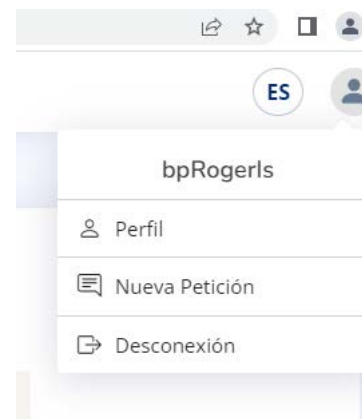 ES
bpRogerls
Perfil
Nueva Petición
Desconexión